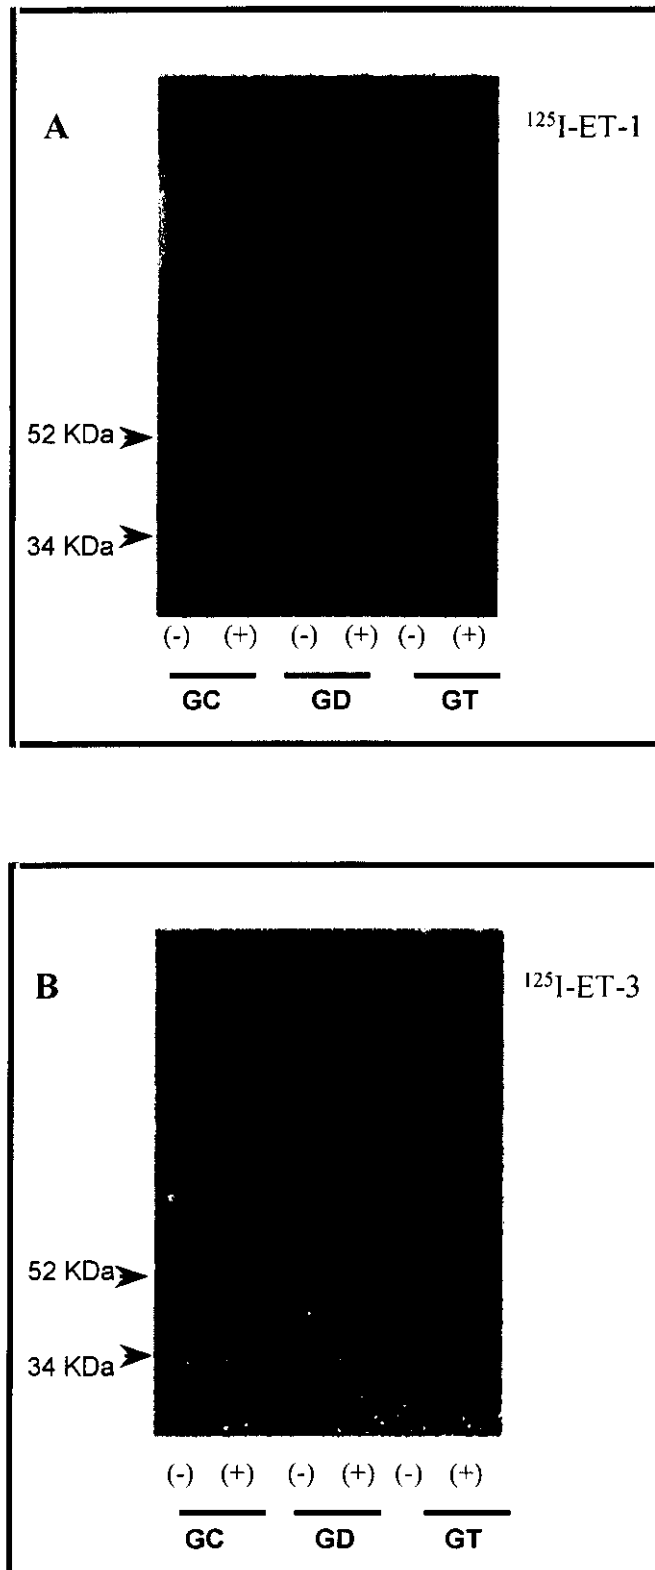 A
¹²⁵I-ET-1
52 KDa
34 KDa
(-) (+) (-) (+) (-) (+)
GC GD GT
B
¹²⁵I-ET-3
52 KDa
34 KDa
(-) (+) (-) (+) (-) (+)
GC GD GT